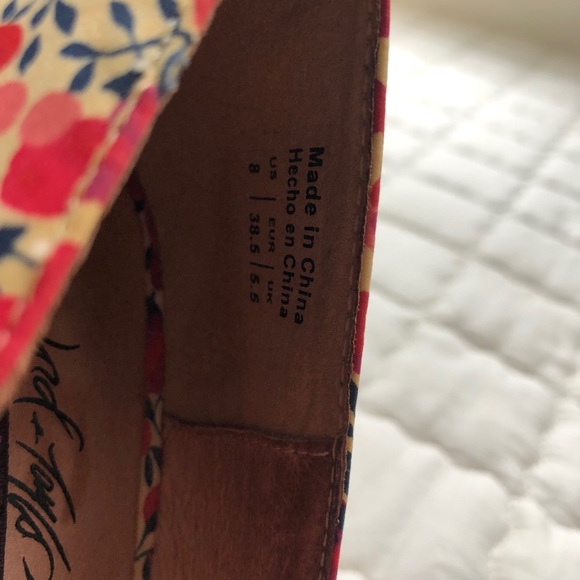 Made in China
Hecho en China
US | EUR | UK
8 | 38.5 | 5.5